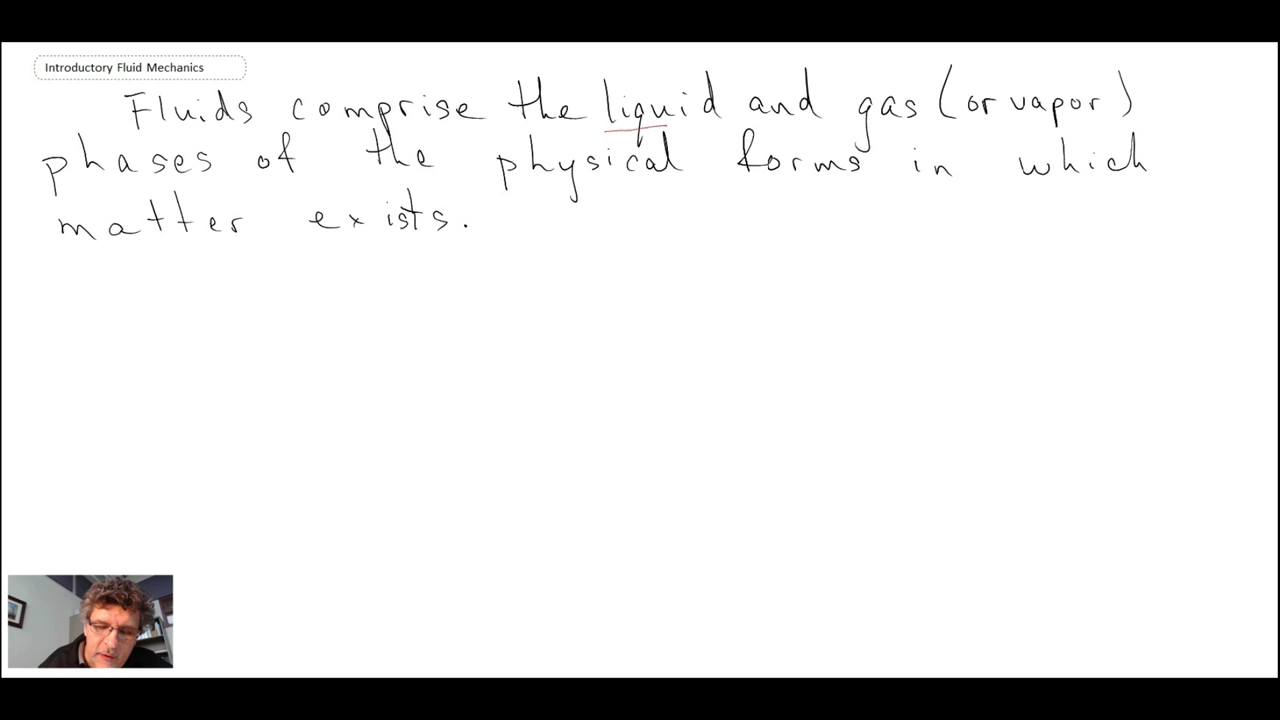 Introductory Fluid Mechanics
Fluids comprise the liquid and gas (or vapor)
phases of the physical forms in which
matter exists.